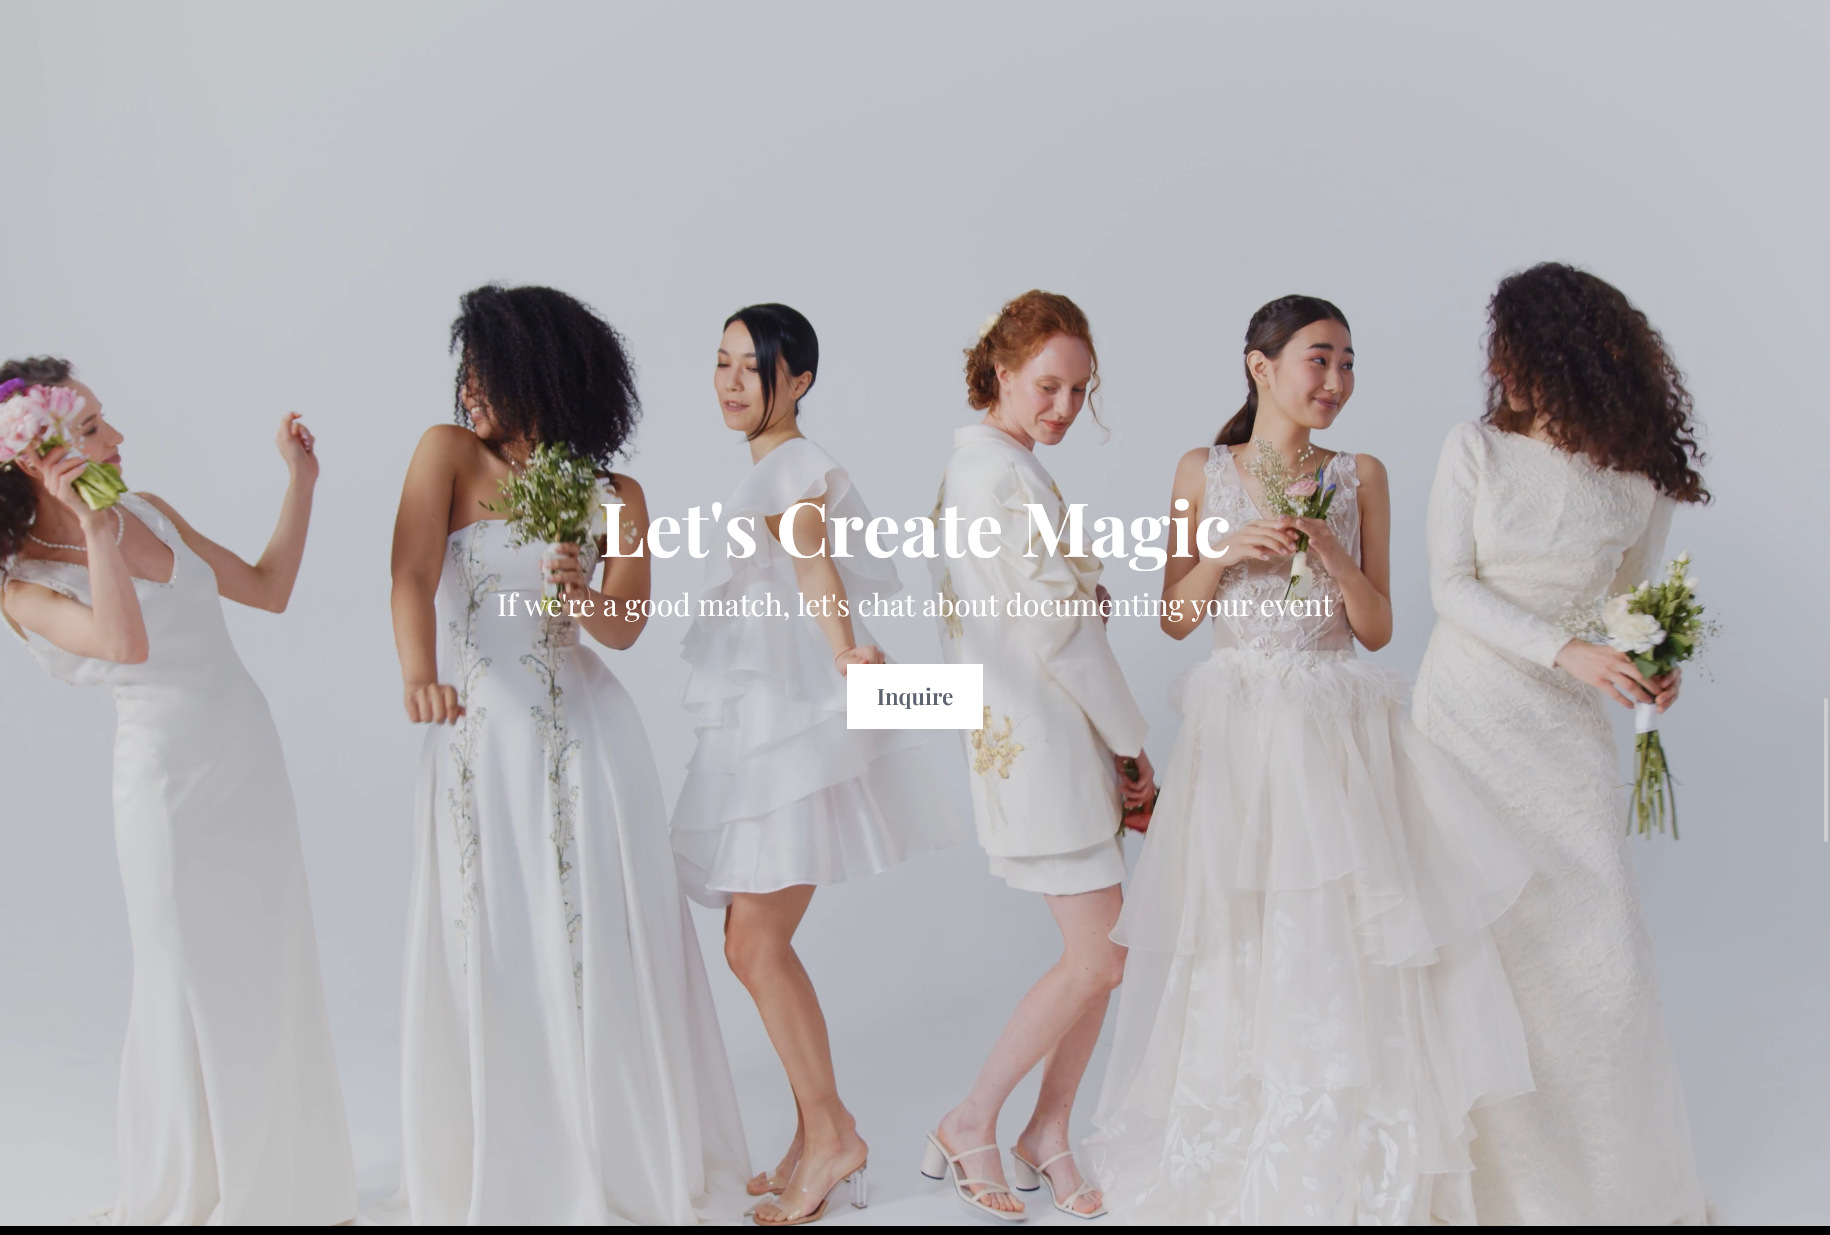 Let's Create Magic
If we're a good match, let's chat about documenting your event
Inquire